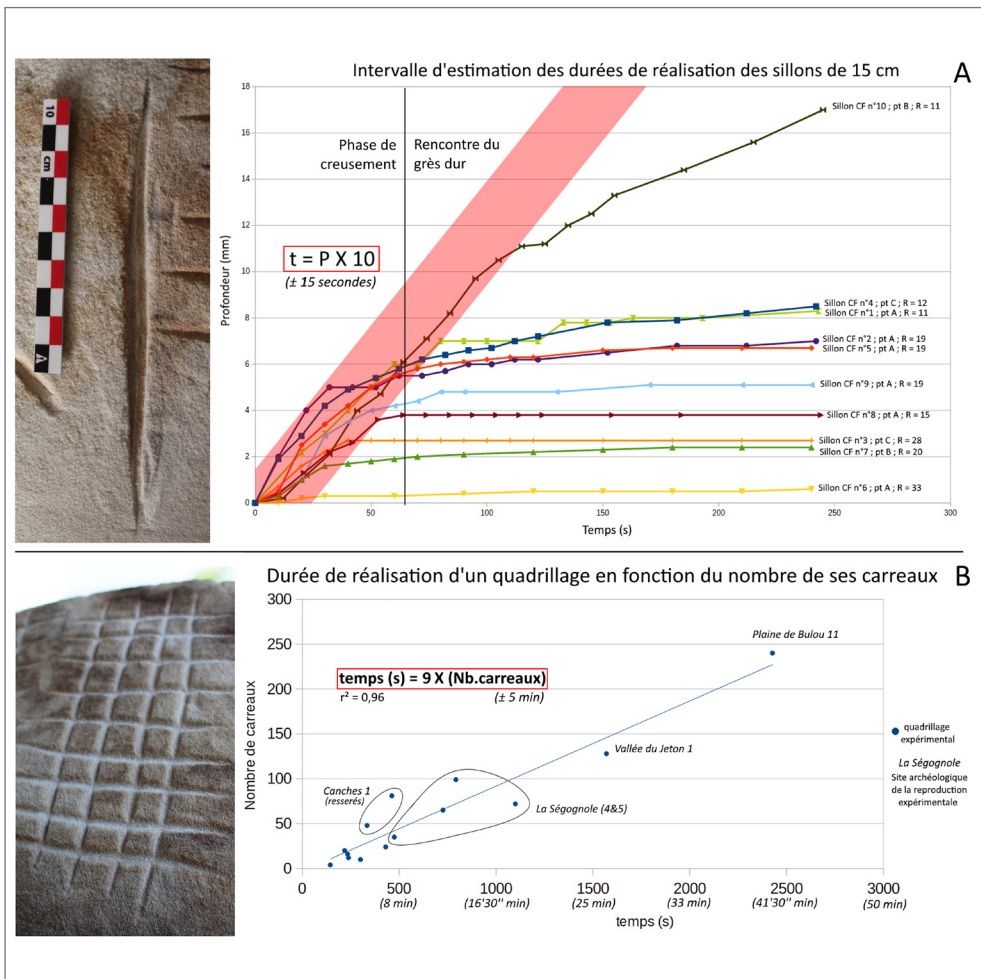 Intervalle d'estimation des durées de réalisation des sillons de 15 cm
A
10
cm
A
Profondeur (mm)
18
16
14
12
10
8
6
4
2
0
Phase de
creusement
Rencontre du
grès dur
t = P X 10
(± 15 secondes)
Sillon CF n°10 ; pt B ; R = 11
Sillon CF n°4 ; pt C ; R = 12
Sillon CF n°1 ; pt A ; R = 11
Sillon CF n°2 ; pt A ; R = 19
Sillon CF n°5 ; pt A ; R = 19
Sillon CF n°9 ; pt A ; R = 19
Sillon CF n°8 ; pt A ; R = 15
Sillon CF n°3 ; pt C ; R = 28
Sillon CF n°7 ; pt B ; R = 20
Sillon CF n°6 ; pt A ; R = 33
0 50 100 150 200 250 300
Temps (s)
Durée de réalisation d'un quadrillage en fonction du nombre de ses carreaux
B
Nombre de carreaux
300
250
200
150
100
50
0
temps (s) = 9 X (Nb.carreaux)
r² = 0,96 (± 5 min)
Plaine de Bulou 11
Vallée du Jeton 1
Canches 1
(resserés)
La Ségognole (4&5)
quadrillage
expérimental
La Ségognole
Site archéologique
de la reproduction
expérimentale
0 500 1000 1500 2000 2500 3000
(8 min) (16'30'' min) (25 min) (33 min) (41'30'' min) (50 min)
temps (s)